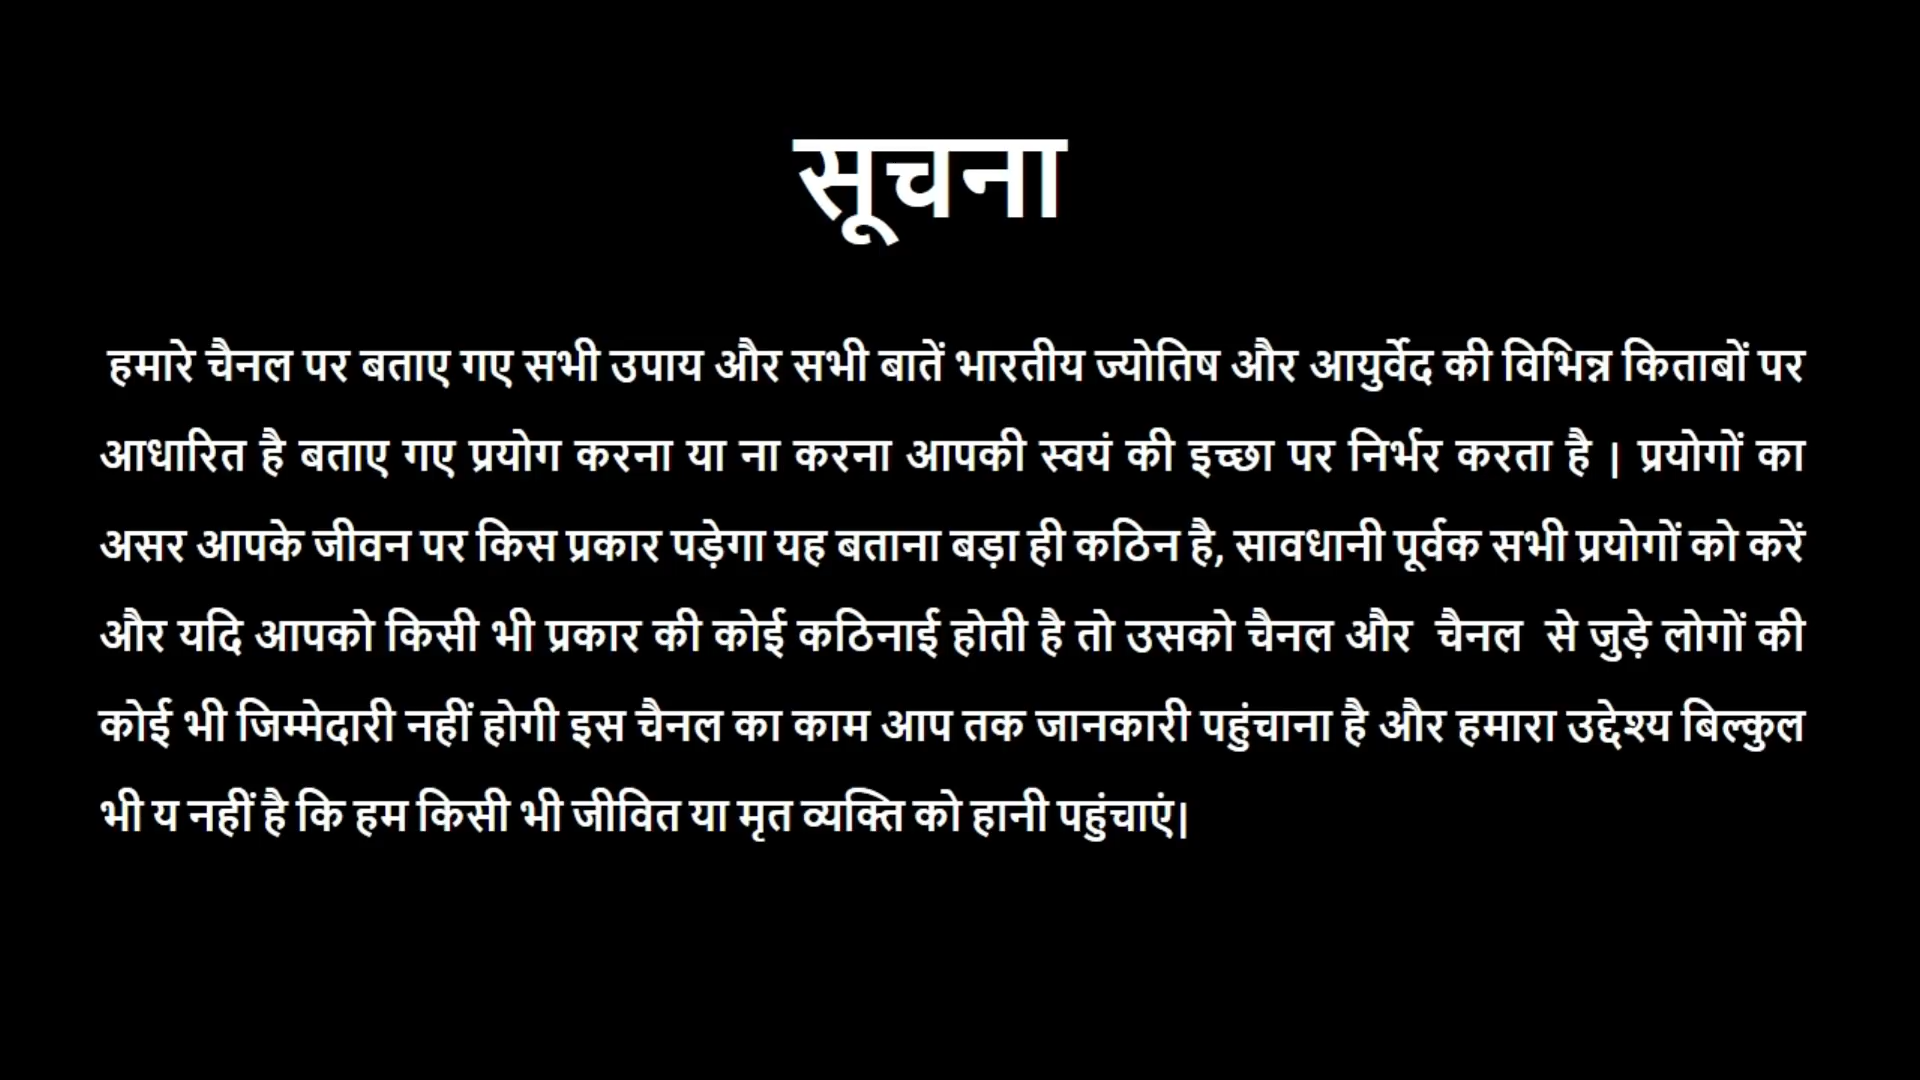 सूचना
हमारे चैनल पर बताए गए सभी उपाय और सभी बातें भारतीय ज्योतिष और आयुर्वेद की विभिन्न किताबों पर
आधारित है बताए गए प्रयोग करना या ना करना आपकी स्वयं की इच्छा पर निर्भर करता है | प्रयोगों का
असर आपके जीवन पर किस प्रकार पड़ेगा यह बताना बड़ा ही कठिन है, सावधानी पूर्वक सभी प्रयोगों को करें
और यदि आपको किसी भी प्रकार की कोई कठिनाई होती है तो उसको चैनल और चैनल से जुड़े लोगों की
कोई भी जिम्मेदारी नहीं होगी इस चैनल का काम आप तक जानकारी पहुंचाना है और हमारा उद्देश्य बिल्कुल
भी य नहीं है कि हम किसी भी जीवित या मृत व्यक्ति को हानी पहुंचाएं|